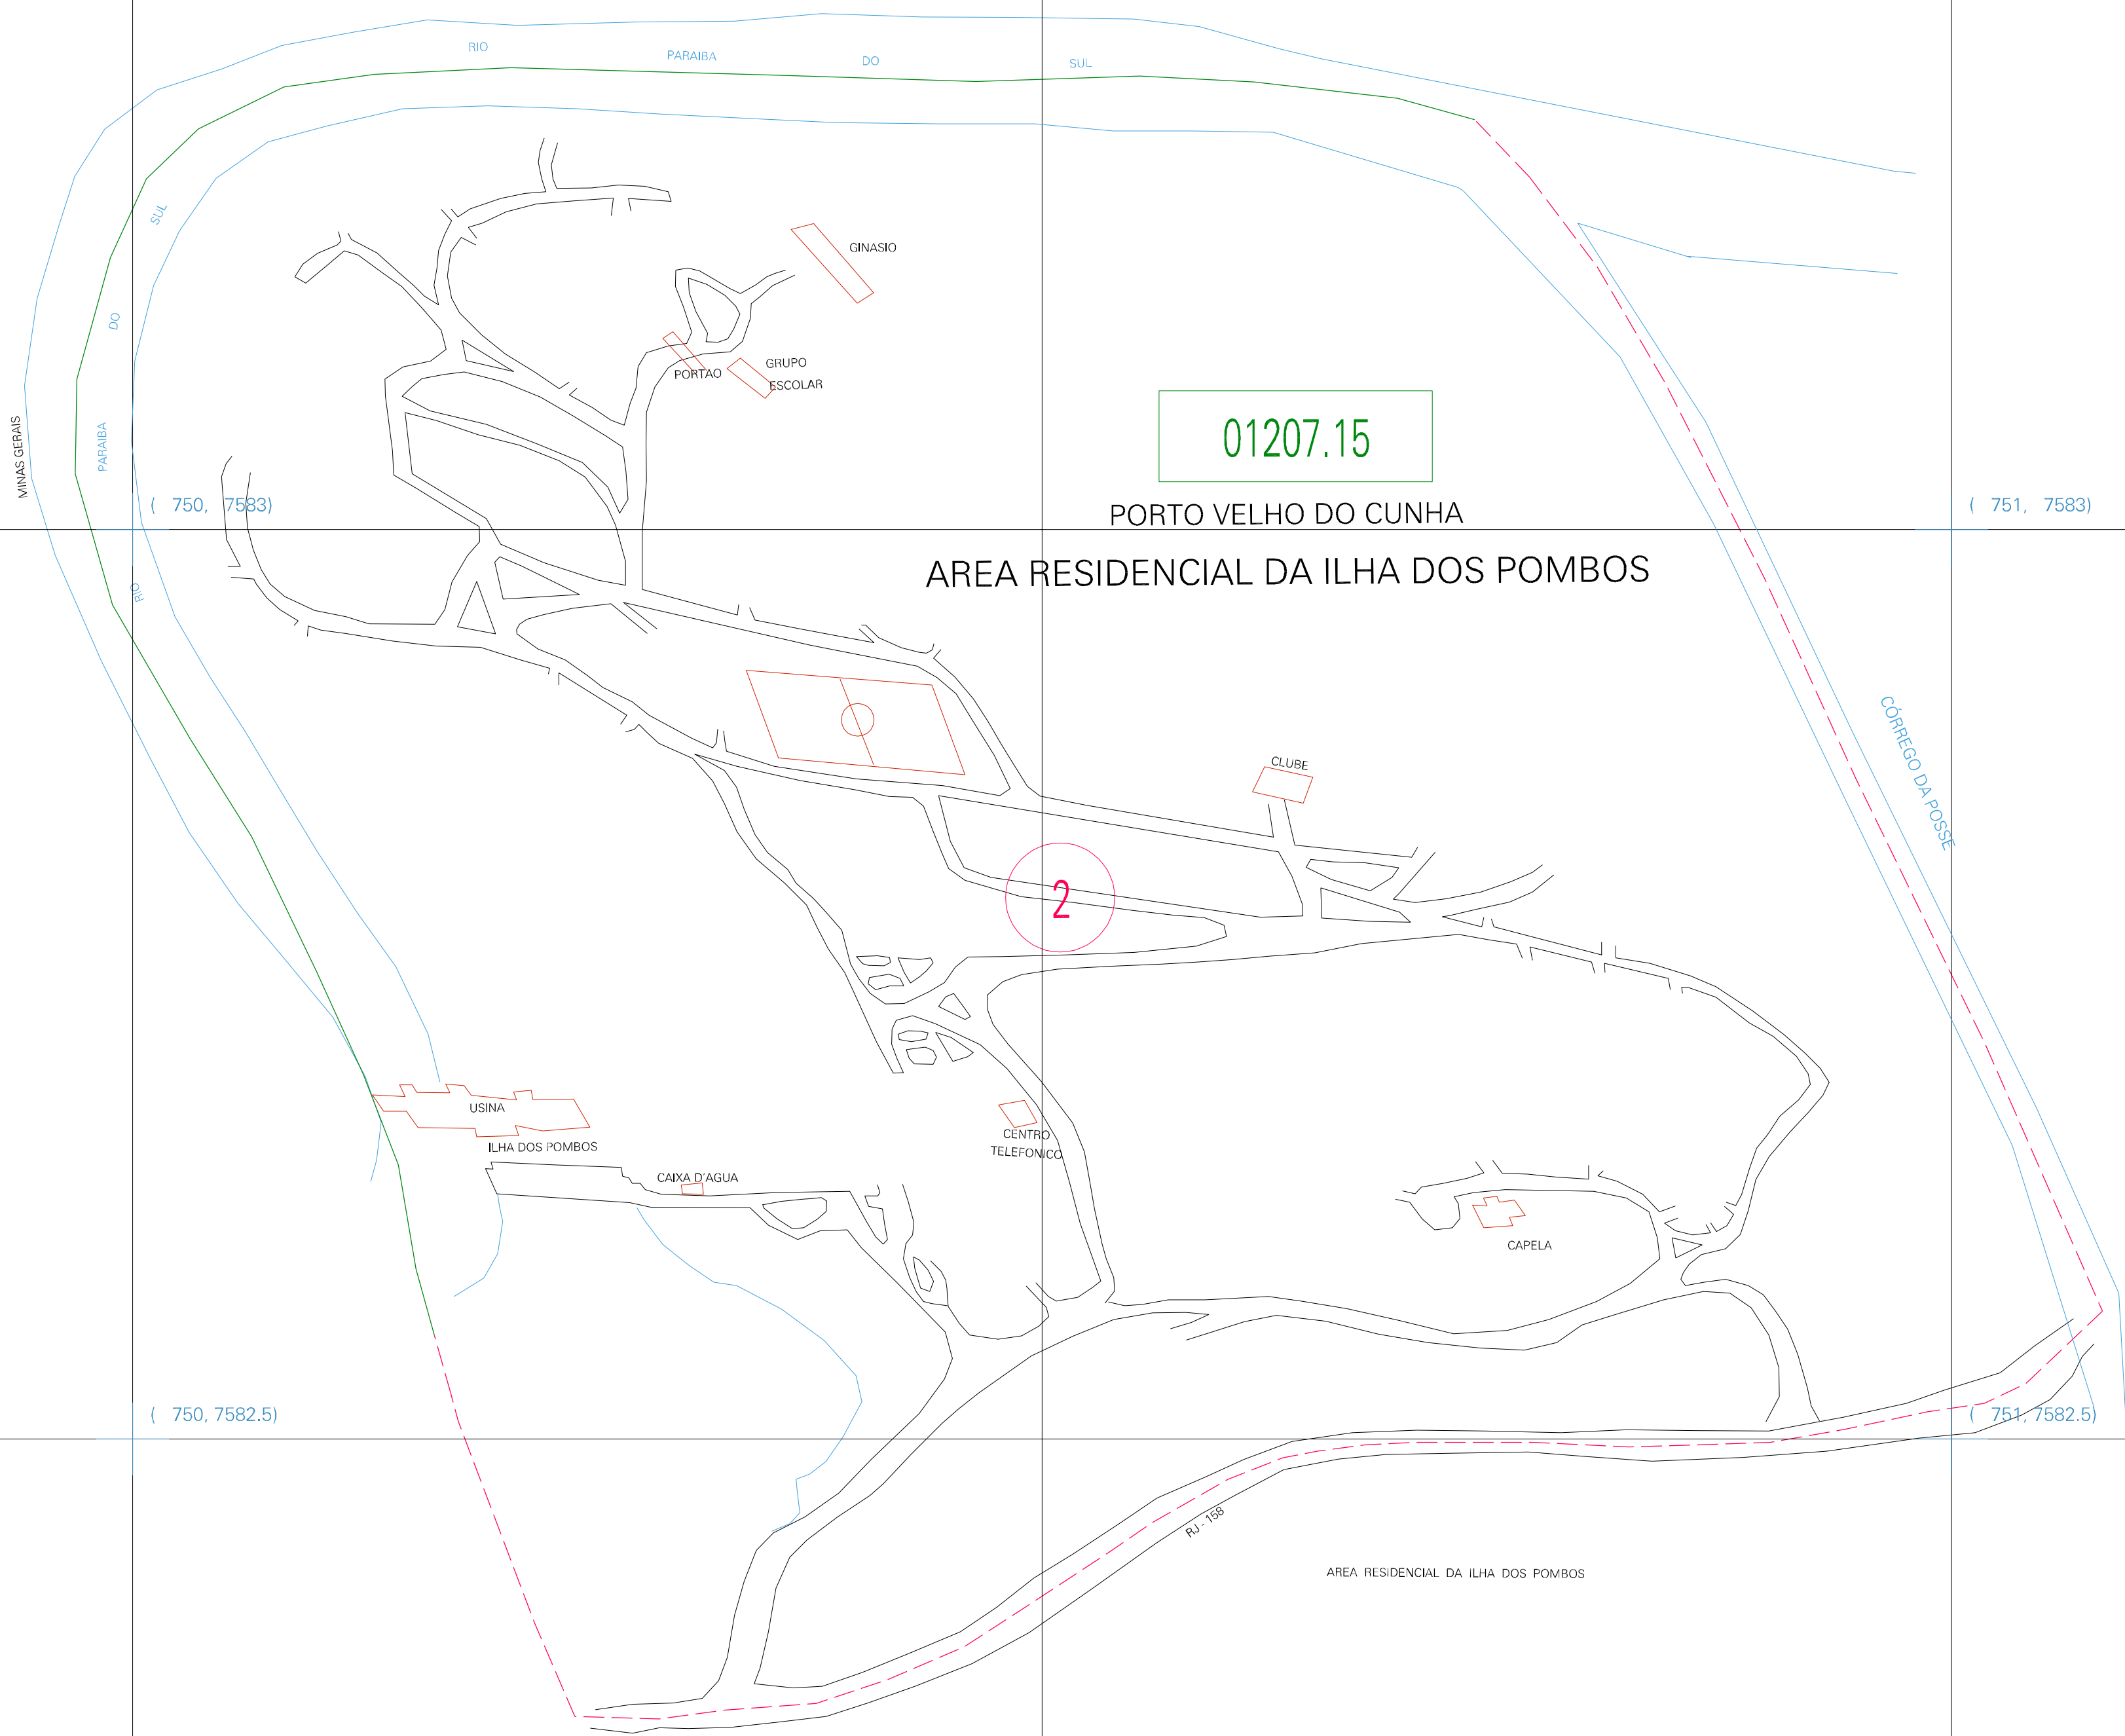 RIO
PARAIBA
DO
SUL
SUL
DO
PARAIBA
RIO
MINAS GERAIS
GINASIO
GRUPO
ESCOLAR
PORTAO
01207.15
PORTO VELHO DO CUNHA
AREA RESIDENCIAL DA ILHA DOS POMBOS
( 750, 7583)
( 751, 7583)
CÓRREGO DA POSSE
CLUBE
2
USINA
ILHA DOS POMBOS
CENTRO
TELEFONICO
CAIXA D'AGUA
CAPELA
( 750, 7582.5)
( 751, 7582.5)
RJ - 158
AREA RESIDENCIAL DA ILHA DOS POMBOS